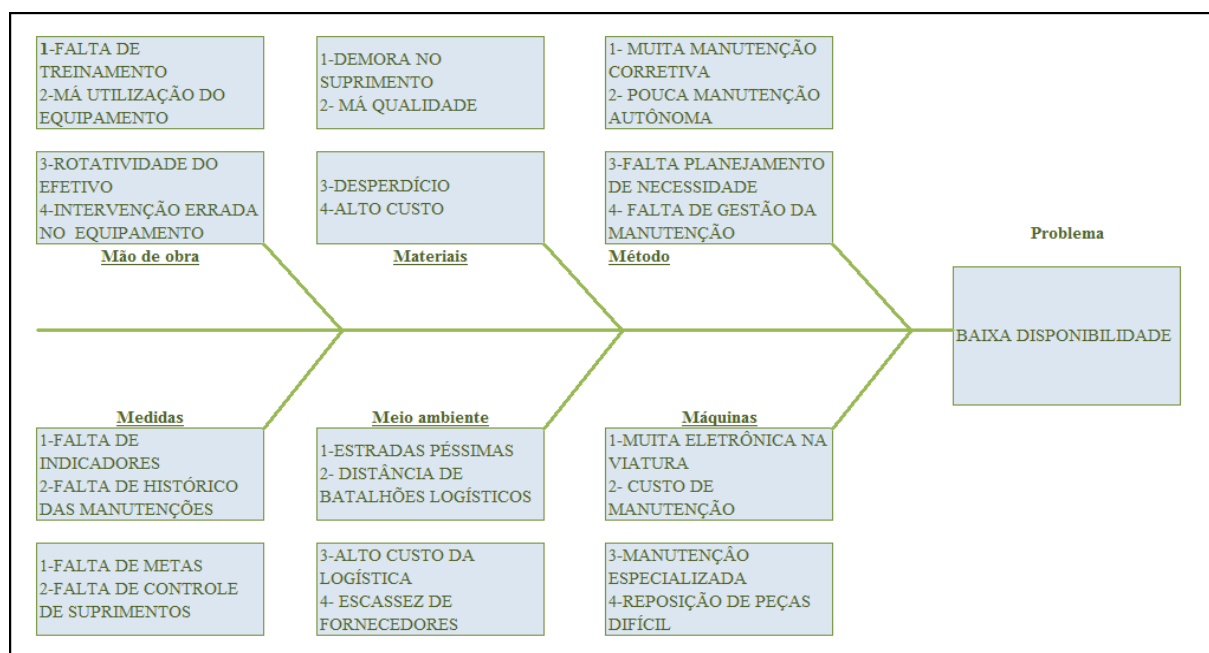 1-FALTA DE
TREINAMENTO
2-MÁ UTILIZAÇÃO DO
EQUIPAMENTO
3-ROTATIVIDADE DO
EFETIVO
4-INTERVENÇÃO ERRADA
NO EQUIPAMENTO
Mão de obra
1-DEMORA NO
SUPRIMENTO
2- MÁ QUALIDADE
3-DESPERDÍCIO
4-ALTO CUSTO
Materiais
1- MUITA MANUTENÇÃO
CORRETIVA
2- POUCA MANUTENÇÃO
AUTÔNOMA
3-FALTA PLANEJAMENTO
DE NECESSIDADE
4- FALTA DE GESTÃO DA
MANUTENÇÃO
Método
Problema
BAIXA DISPONIBILIDADE
Medidas
1-FALTA DE
INDICADORES
2-FALTA DE HISTÓRICO
DAS MANUTENÇÕES
1-FALTA DE METAS
2-FALTA DE CONTROLE
DE SUPRIMENTOS
Meio ambiente
1-ESTRADAS PÉSSIMAS
2- DISTÂNCIA DE
BATALHÕES LOGÍSTICOS
3-ALTO CUSTO DA
LOGÍSTICA
4- ESCASSEZ DE
FORNECEDORES
Máquinas
1-MUITA ELETRÔNICA NA
VIATURA
2- CUSTO DE
MANUTENÇÃO
3-MANUTENÇÂO
ESPECIALIZADA
4-REPOSIÇÃO DE PEÇAS
DIFÍCIL